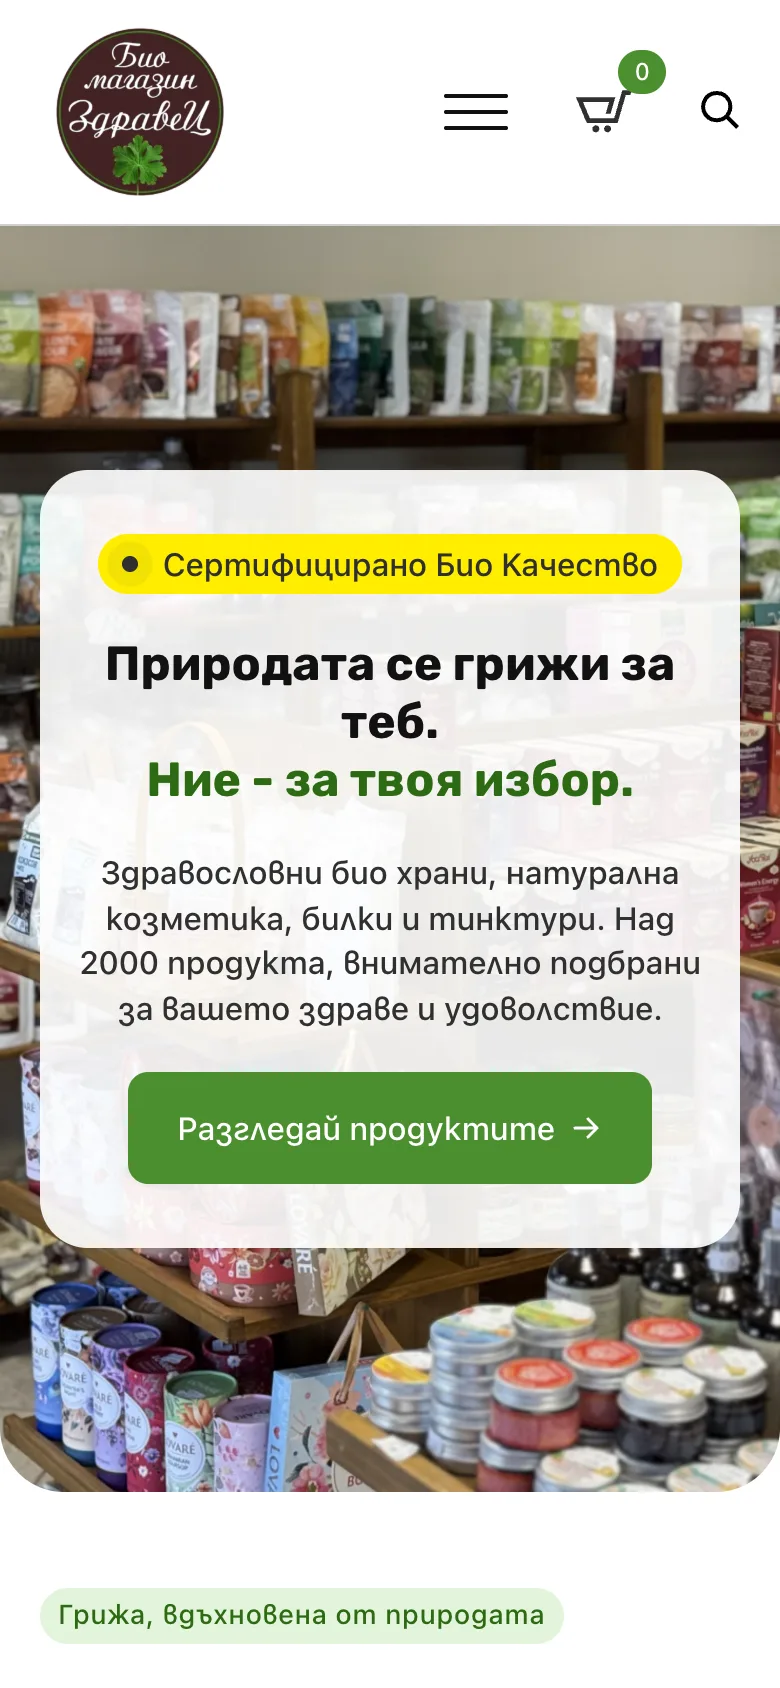 Био
магазин
ЗдравеЦ
0
Сертифицирано Био Качество
Природата се грижи за
теб.
Ние - за твоя избор.
Здравословни био храни, натурална
козметика, билки и тинктури. Над
2000 продукта, внимателно подбрани
за вашето здраве и удоволствие.
Разгледай продуктите →
LOVARÉ
LOVARÉ
Грижа, вдъхновена от природата